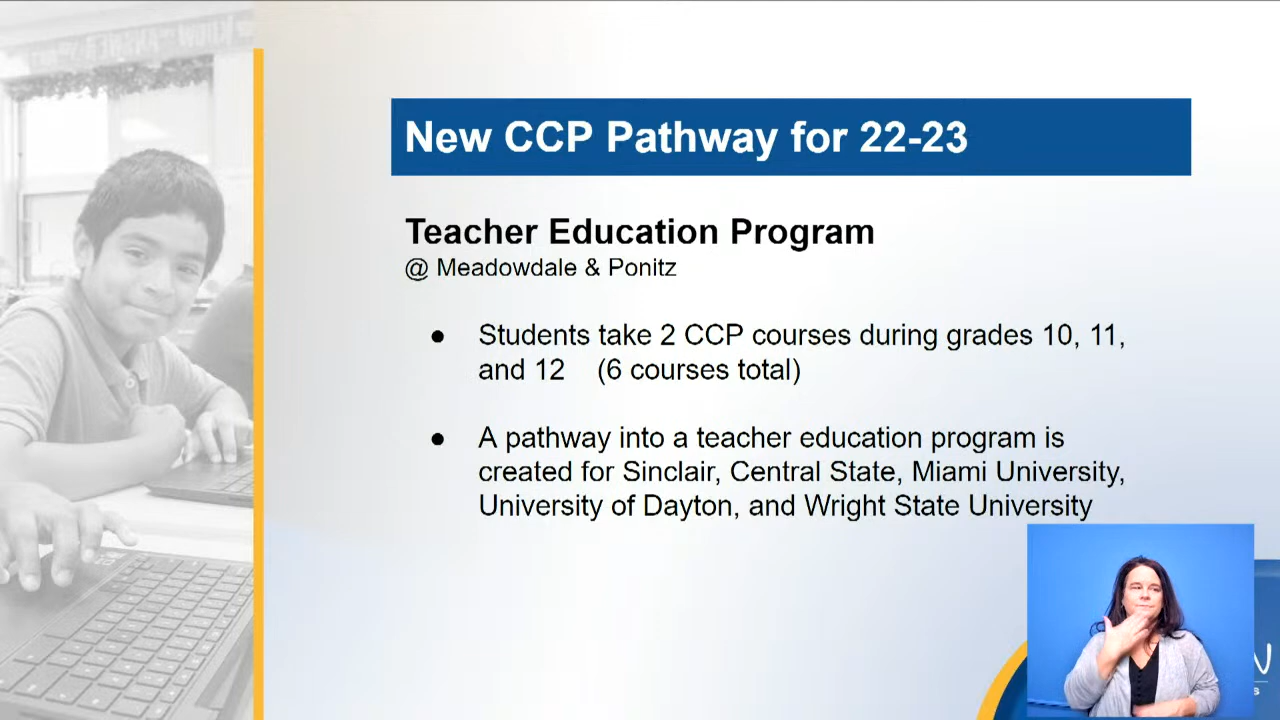 New CCP Pathway for 22-23
Teacher Education Program
@ Meadowdale & Ponitz
● Students take 2 CCP courses during grades 10, 11,
and 12 (6 courses total)
● A pathway into a teacher education program is
created for Sinclair, Central State, Miami University,
University of Dayton, and Wright State University